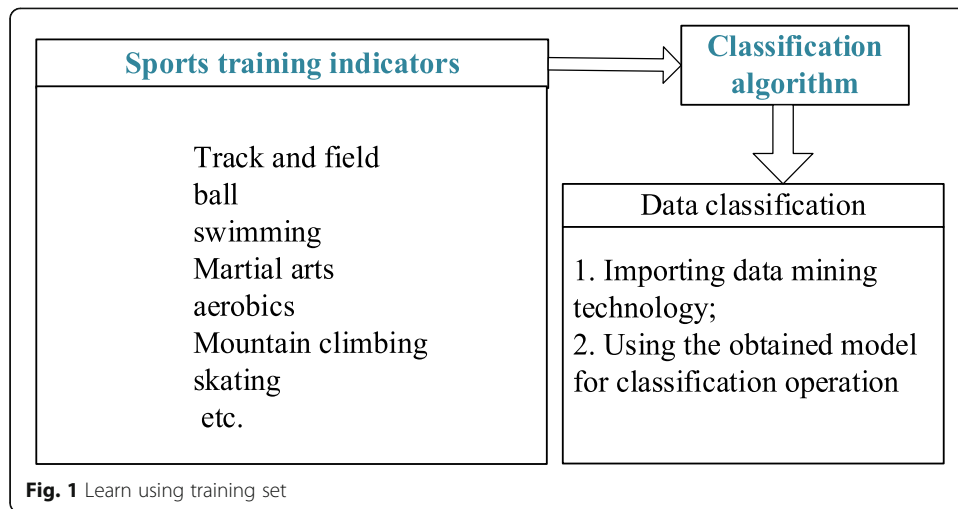 Sports training indicators
Track and field
ball
swimming
Martial arts
aerobics
Mountain climbing
skating
etc.
Classification
algorithm
Data classification
1. Importing data mining
technology;
2. Using the obtained model
for classification operation
Fig. 1 Learn using training set